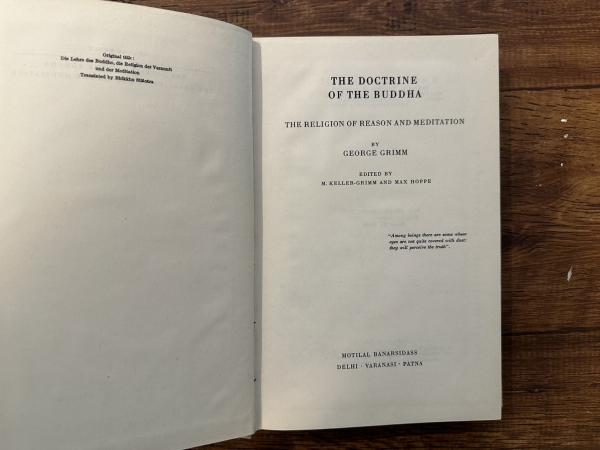 Original title :
Die Lehre des Buddho, die Religion der Vernunft
und der Meditation
Translated by Bhikkhu Sīlācāra
THE DOCTRINE
OF THE BUDDHA
THE RELIGION OF REASON AND MEDITATION
BY
GEORGE GRIMM
EDITED BY
M. KELLER-GRIMM AND MAX HOPPE
"Among beings there are some whose
eyes are not quite covered with dust:
they will perceive the truth".
MOTILAL BANARSIDASS
DELHI · VARANASI · PATNA